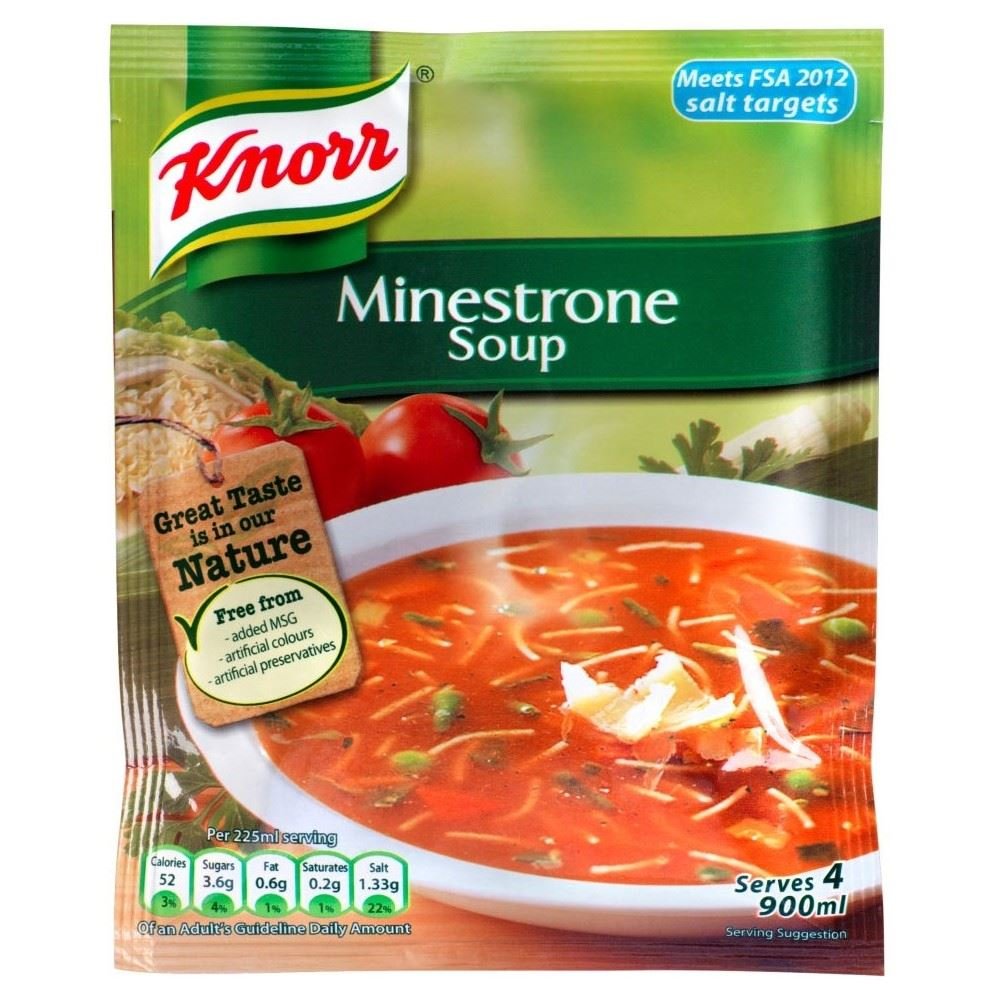 Knorr®
Meets FSA 2012
salt targets
Minestrone
Soup
Great Taste
is in our
Nature
Free from
- added MSG
- artificial colours
- artificial preservatives
Per 225ml serving
Calories Sugars Fat Saturates Salt
52 3.6g 0.6g 0.2g 1.33g
3% 4% 1% 1% 22%
Of an Adult's Guideline Daily Amount
Serves 4
900ml
Serving Suggestion